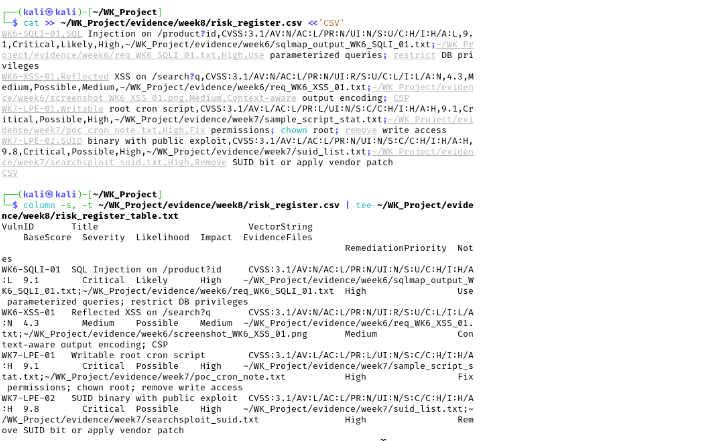 ┌──(kali㉿kali)-[~/WK_Project]
└─$ cat >> ~/WK_Project/evidence/week8/risk_register.csv <<'CSV'
WK6-SQLI-01,SQL Injection on /product?id,CVSS:3.1/AV:N/AC:L/PR:N/UI:N/S:U/C:H/I:H/A:L,9.
1,Critical,Likely,High,~/WK_Project/evidence/week6/sqlmap_output_WK6_SQLI_01.txt;~/WK_Pr
oject/evidence/week6/req_WK6_SQLI_01.txt,High,Use parameterized queries; restrict DB pri
vileges
WK6-XSS-01,Reflected XSS on /search?q,CVSS:3.1/AV:N/AC:L/PR:N/UI:R/S:U/C:L/I:L/A:N,4.3,M
edium,Possible,Medium,~/WK_Project/evidence/week6/req_WK6_XSS_01.txt;~/WK_Project/eviden
ce/week6/screenshot_WK6_XSS_01.png,Medium,Context-aware output encoding; CSP
WK7-LPE-01,Writable root cron script,CVSS:3.1/AV:L/AC:L/PR:L/UI:N/S:C/C:H/I:H/A:H,9.1,Cr
itical,Possible,High,~/WK_Project/evidence/week7/sample_script_stat.txt;~/WK_Project/evi
dence/week7/poc_cron_note.txt,High,Fix permissions; chown root; remove write access
WK7-LPE-02,SUID binary with public exploit,CVSS:3.1/AV:L/AC:L/PR:N/UI:N/S:C/C:H/I:H/A:H,
9.8,Critical,Possible,High,~/WK_Project/evidence/week7/suid_list.txt;~/WK_Project/eviden
ce/week7/searchsploit_suid.txt,High,Remove SUID bit or apply vendor patch
CSV
┌──(kali㉿kali)-[~/WK_Project]
└─$ column -s, -t ~/WK_Project/evidence/week8/risk_register.csv | tee ~/WK_Project/evide
nce/week8/risk_register_table.txt
VulnID Title VectorString
BaseScore Severity Likelihood Impact EvidenceFiles
RemediationPriority Not
es
WK6-SQLI-01 SQL Injection on /product?id CVSS:3.1/AV:N/AC:L/PR:N/UI:N/S:U/C:H/I:H/A
:L 9.1 Critical Likely High ~/WK_Project/evidence/week6/sqlmap_output_W
K6_SQLI_01.txt;~/WK_Project/evidence/week6/req_WK6_SQLI_01.txt High Use
parameterized queries; restrict DB privileges
WK6-XSS-01 Reflected XSS on /search?q CVSS:3.1/AV:N/AC:L/PR:N/UI:R/S:U/C:L/I:L/A
:N 4.3 Medium Possible Medium ~/WK_Project/evidence/week6/req_WK6_XSS_01.
txt;~/WK_Project/evidence/week6/screenshot_WK6_XSS_01.png Medium Con
text-aware output encoding; CSP
WK7-LPE-01 Writable root cron script CVSS:3.1/AV:L/AC:L/PR:L/UI:N/S:C/C:H/I:H/A
:H 9.1 Critical Possible High ~/WK_Project/evidence/week7/sample_script_s
tat.txt;~/WK_Project/evidence/week7/poc_cron_note.txt High Fix
permissions; chown root; remove write access
WK7-LPE-02 SUID binary with public exploit CVSS:3.1/AV:L/AC:L/PR:N/UI:N/S:C/C:H/I:H/A
:H 9.8 Critical Possible High ~/WK_Project/evidence/week7/suid_list.txt;~
/WK_Project/evidence/week7/searchsploit_suid.txt High Rem
ove SUID bit or apply vendor patch